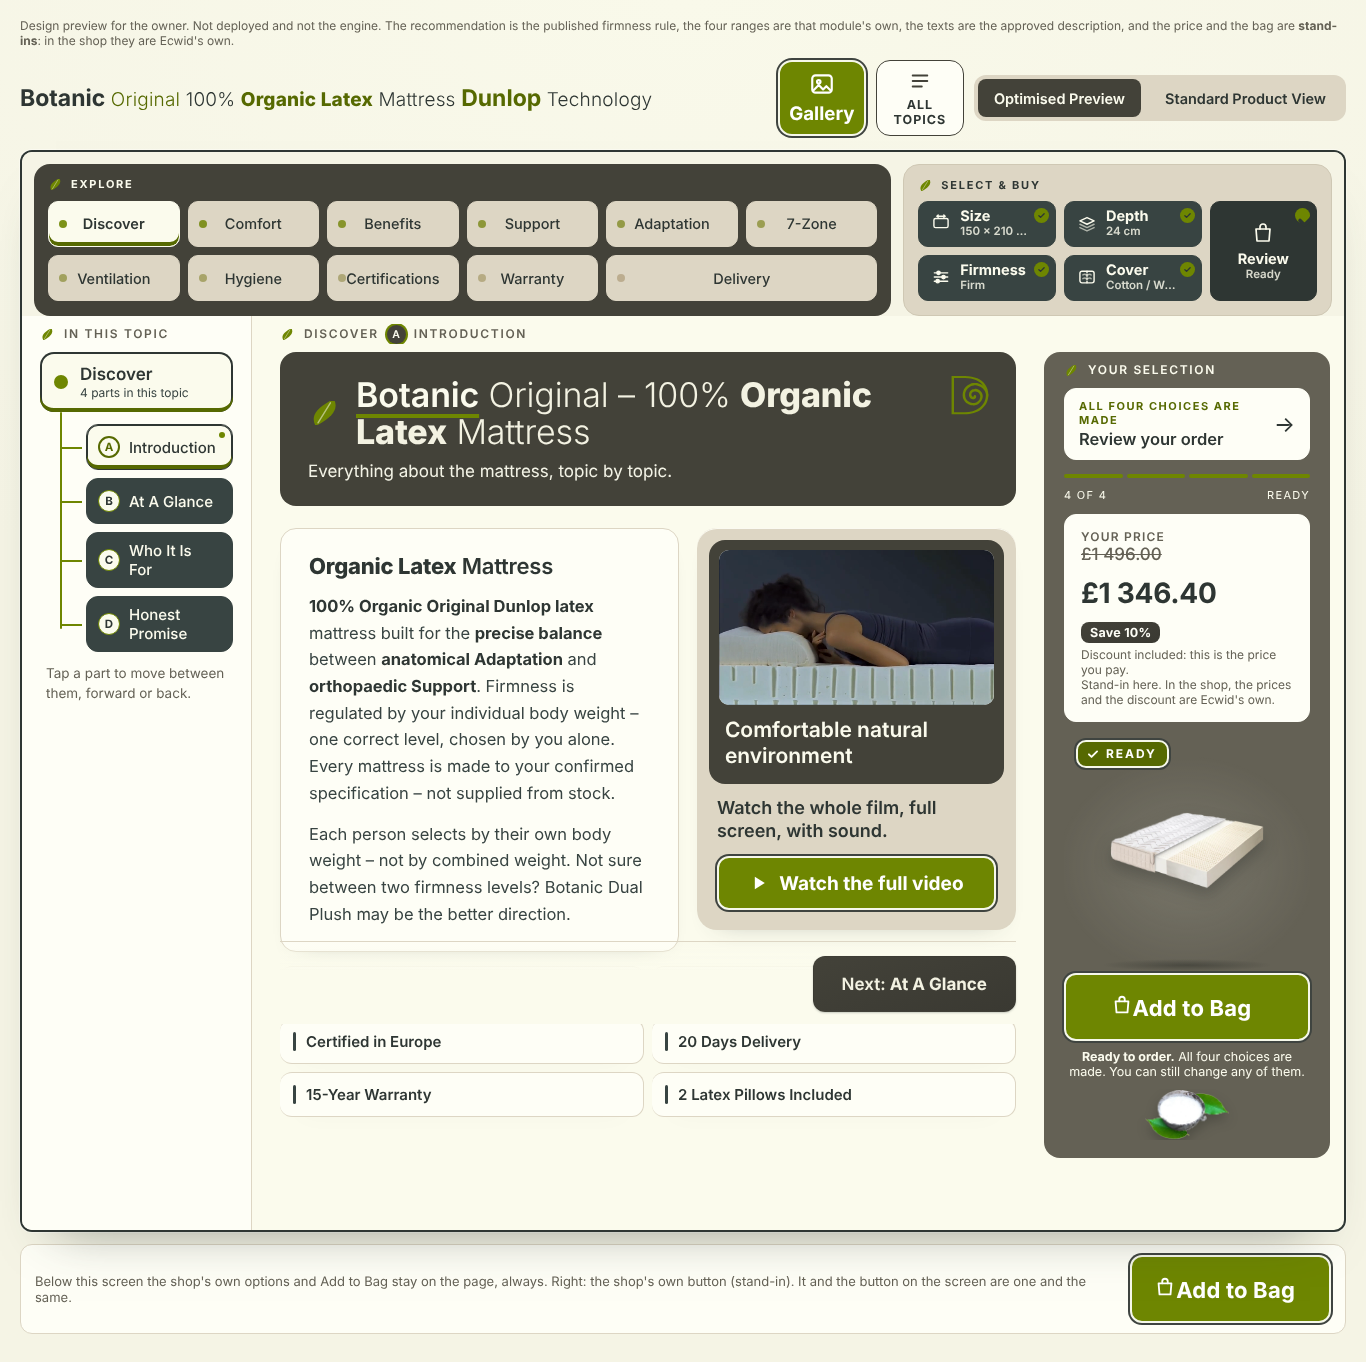 Design preview for the owner. Not deployed and not the engine. The recommendation is the published firmness rule, the four ranges are that module's own, the texts are the approved description, and the price and the bag are stand-
ins: in the shop they are Ecwid's own.
Botanic Original 100% Organic Latex Mattress Dunlop Technology
Gallery
ALL
TOPICS
Optimised Preview
Standard Product View
EXPLORE
Discover
Comfort
Benefits
Support
Adaptation
7-Zone
Ventilation
Hygiene
Certifications
Warranty
Delivery
SELECT & BUY
Size
150 × 210 ...
Depth
24 cm
Firmness
Firm
Cover
Cotton / W...
Review
Ready
IN THIS TOPIC
Discover
4 parts in this topic
A Introduction
B At A Glance
C Who It Is
For
D Honest
Promise
Tap a part to move between
them, forward or back.
DISCOVER A INTRODUCTION
Botanic Original – 100% Organic
Latex Mattress
Everything about the mattress, topic by topic.
Organic Latex Mattress
100% Organic Original Dunlop latex
mattress built for the precise balance
between anatomical Adaptation and
orthopaedic Support. Firmness is
regulated by your individual body weight –
one correct level, chosen by you alone.
Every mattress is made to your confirmed
specification – not supplied from stock.
Each person selects by their own body
weight – not by combined weight. Not sure
between two firmness levels? Botanic Dual
Plush may be the better direction.
Comfortable natural
environment
Watch the whole film, full
screen, with sound.
Watch the full video
Next: At A Glance
Certified in Europe
20 Days Delivery
15-Year Warranty
2 Latex Pillows Included
YOUR SELECTION
ALL FOUR CHOICES ARE
MADE
Review your order
4 OF 4
READY
YOUR PRICE
£1 496.00
£1 346.40
Save 10%
Discount included: this is the price
you pay.
Stand-in here. In the shop, the prices
and the discount are Ecwid's own.
READY
Add to Bag
Ready to order. All four choices are
made. You can still change any of them.
Below this screen the shop's own options and Add to Bag stay on the page, always. Right: the shop's own button (stand-in). It and the button on the screen are one and the
same.
Add to Bag